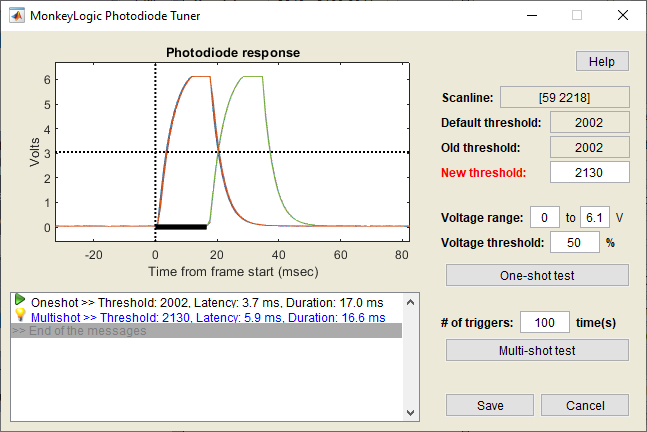 MonkeyLogic Photodiode Tuner
Photodiode response
6
5
4
3
2
1
0
Volts
-20
0
20
40
60
80
Time from frame start (msec)
Help
Scanline: [59 2218]
Default threshold: 2002
Old threshold: 2002
New threshold: 2130
Voltage range: 0 to 6.1 V
Voltage threshold: 50 %
One-shot test
# of triggers: 100 time(s)
Multi-shot test
Oneshot >> Threshold: 2002, Latency: 3.7 ms, Duration: 17.0 ms
Multishot >> Threshold: 2130, Latency: 5.9 ms, Duration: 16.6 ms
>> End of the messages
Save
Cancel